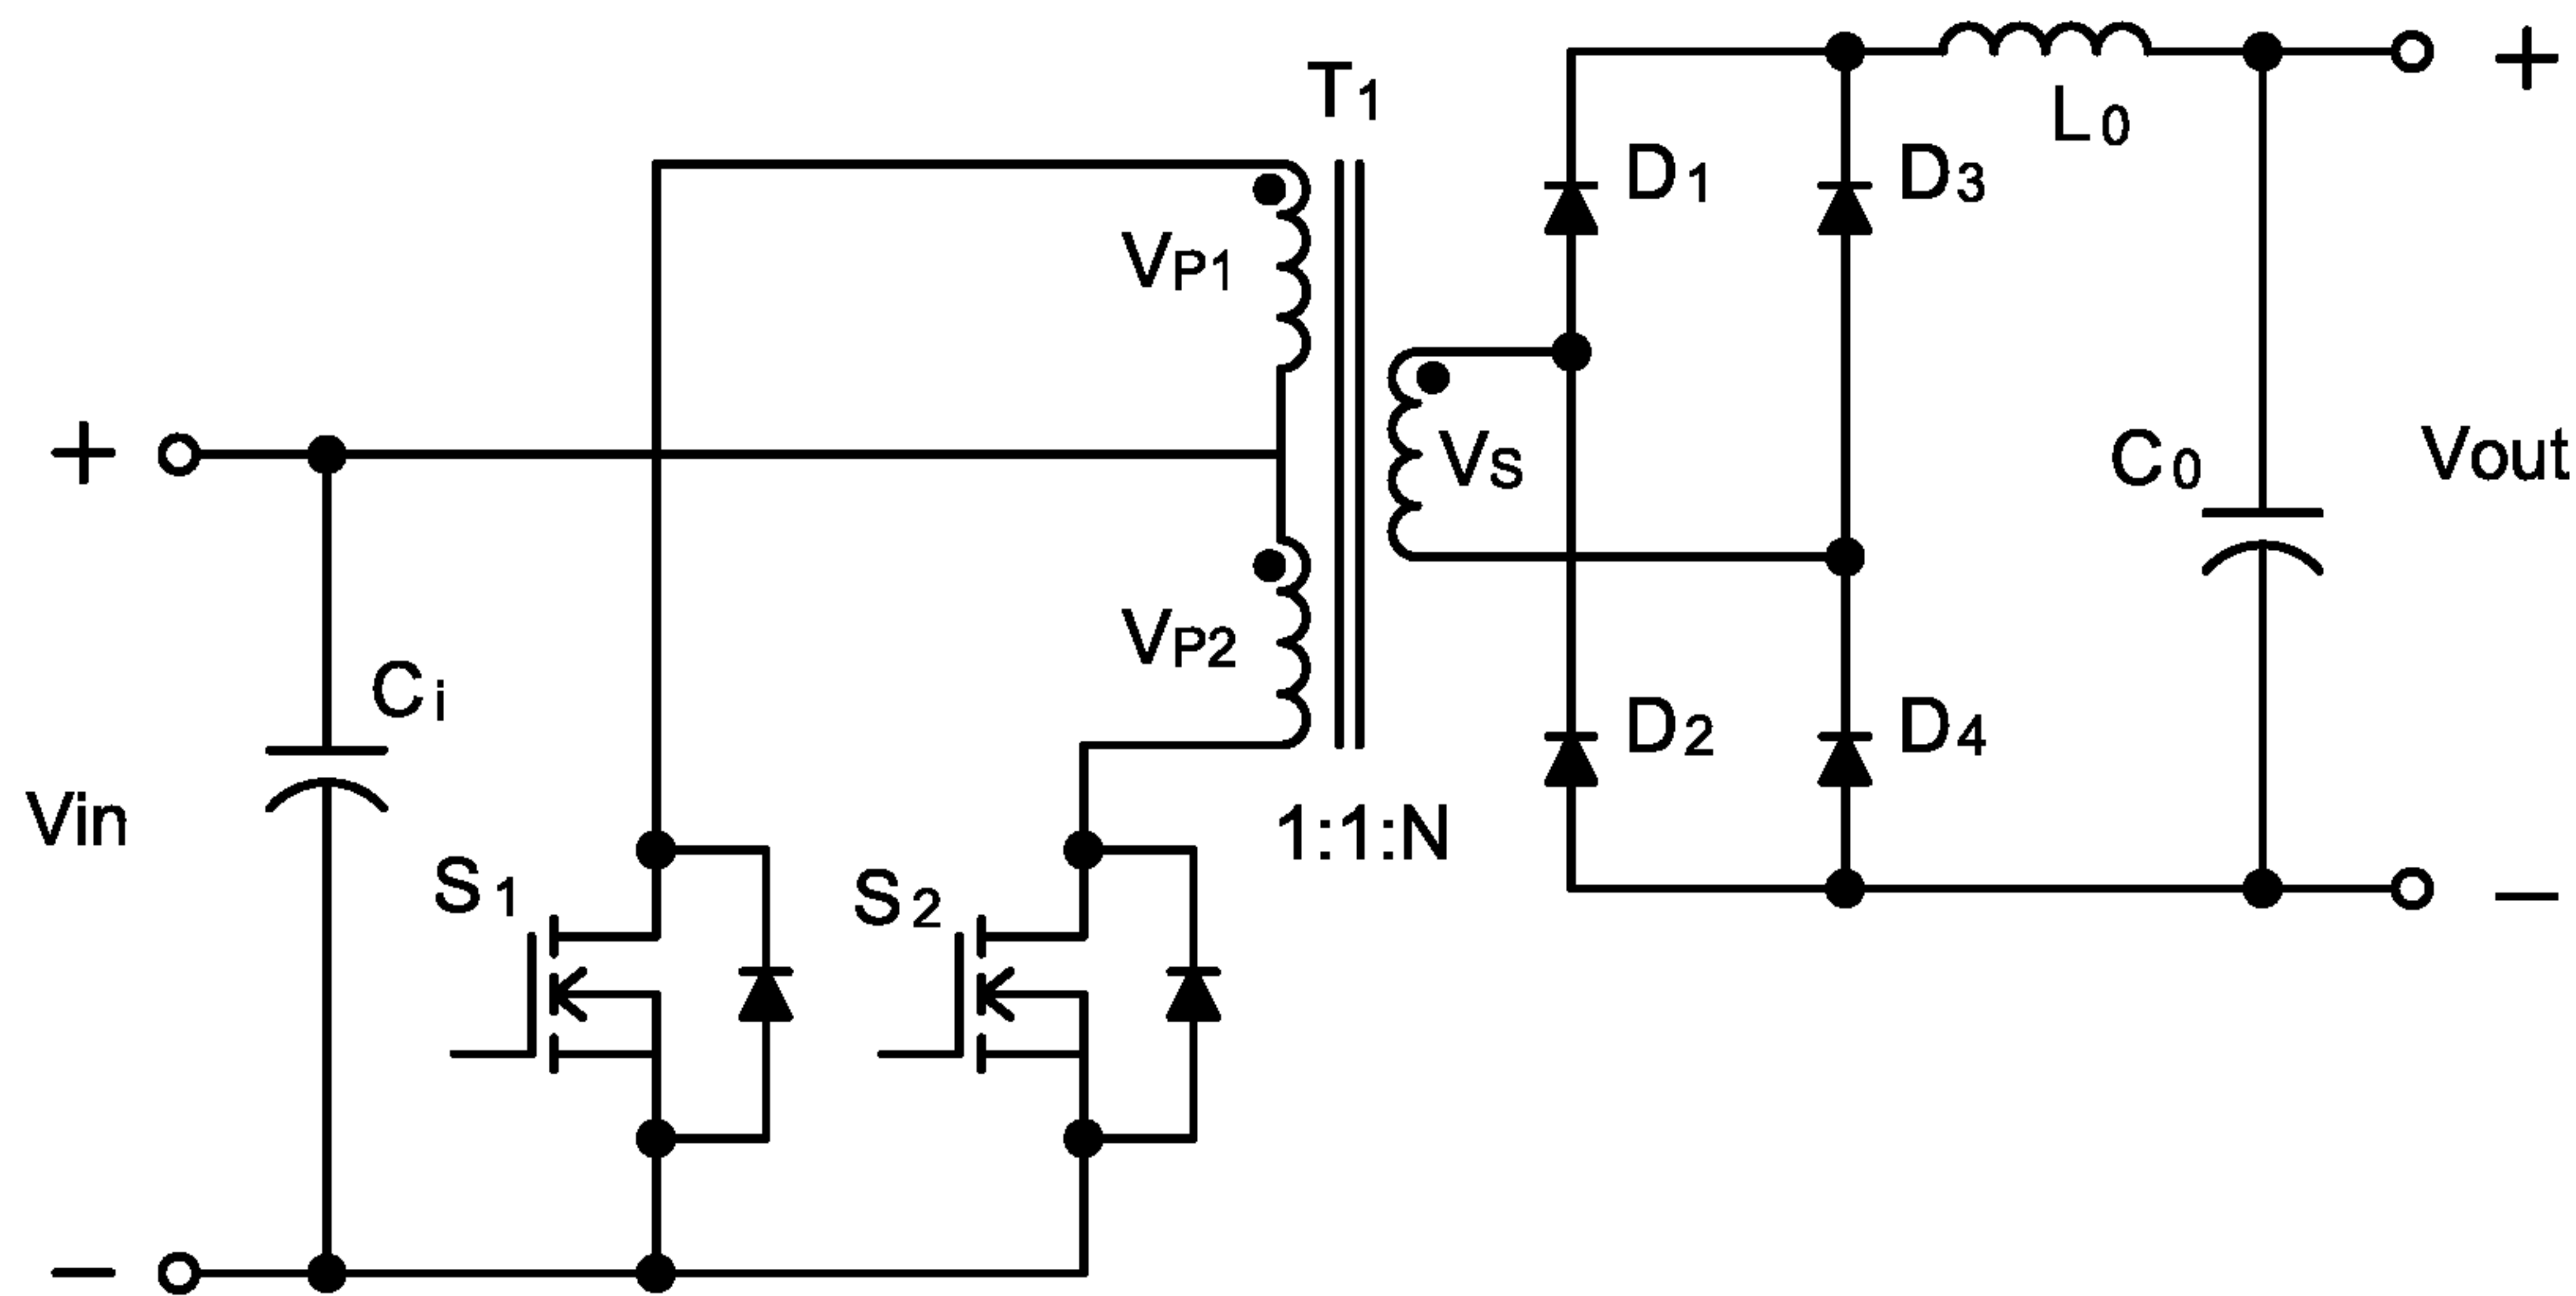 T1
L0
D1
D3
VP1
+
+
VS
C0
Vout
VP2
Ci
D2
D4
Vin
1:1:N
S1
S2
−
−